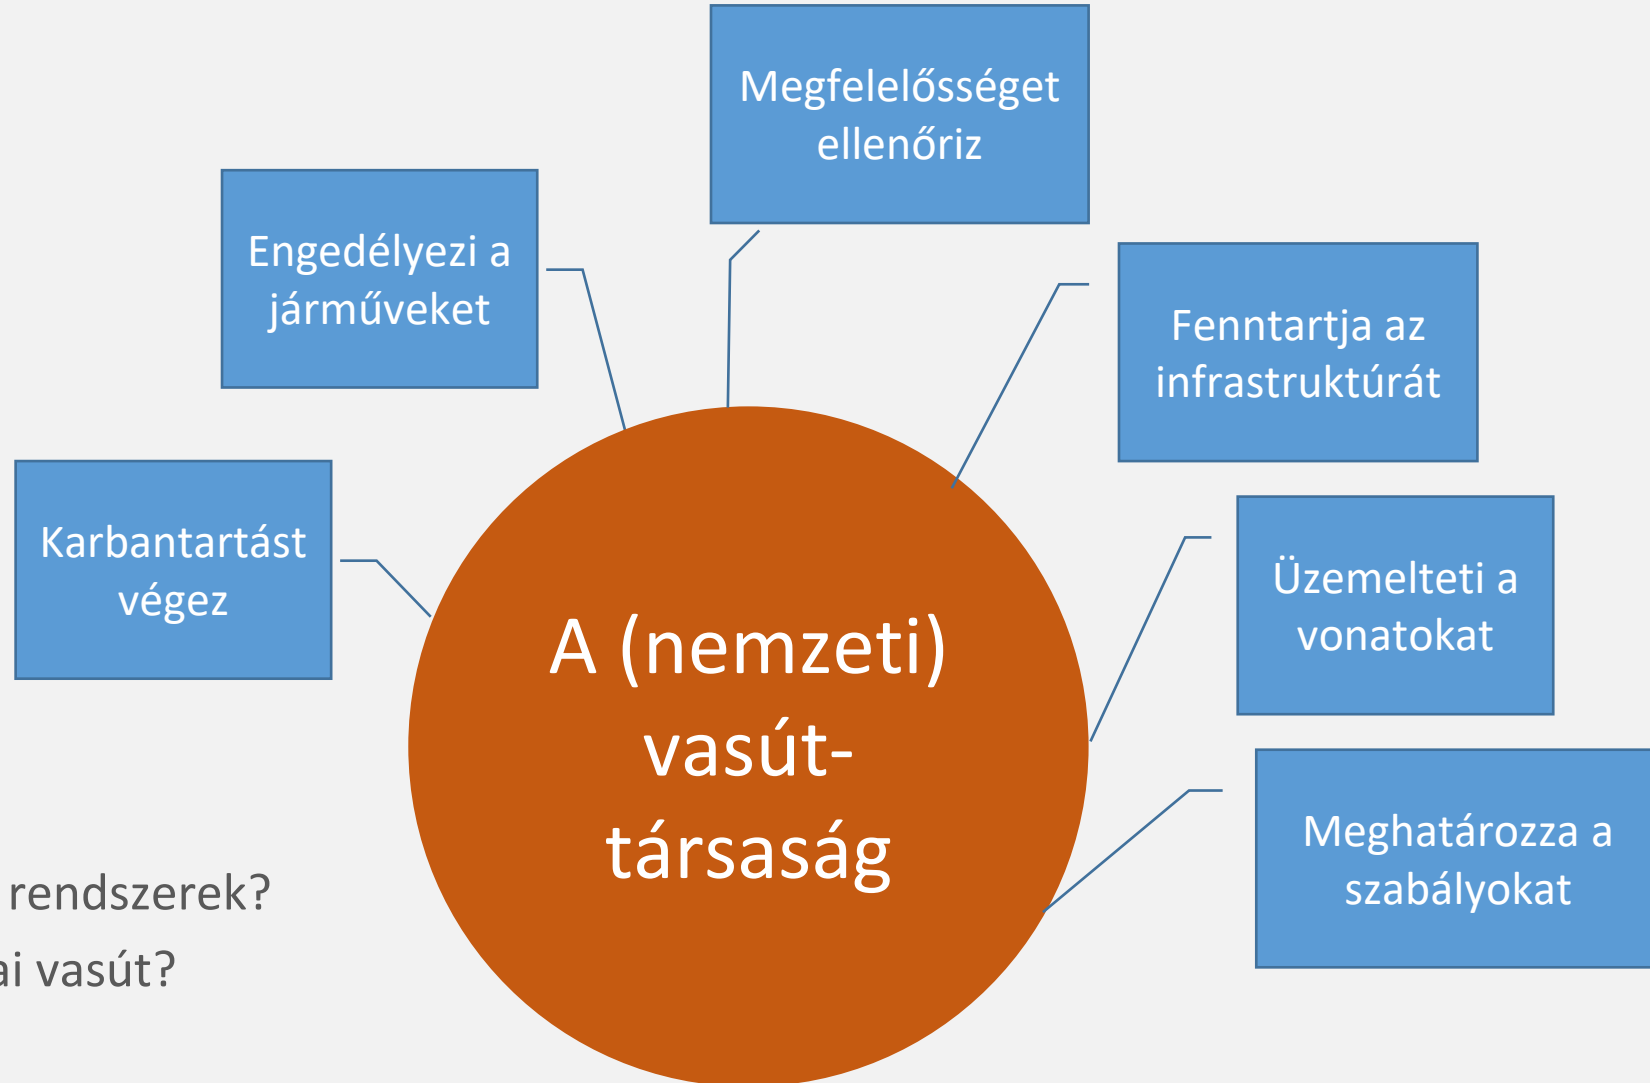 Megfelelősséget
ellenőriz
Engedélyezi a
járműveket
Fenntartja az
infrastruktúrát
Karbantartást
végez
Üzemelteti a
vonatokat
A (nemzeti)
vasút-
társaság
Meghatározza a
szabályokat
rendszerek?
ai vasút?